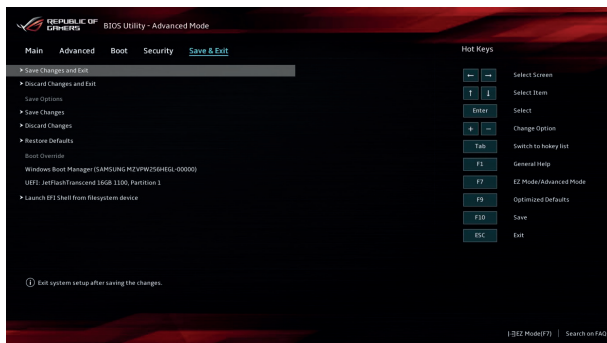 REPUBLIC OF GAMERS
BIOS Utility - Advanced Mode
Main Advanced Boot Security Save & Exit
Hot Keys
> Save Changes and Exit
> Discard Changes and Exit
Save Options
> Save Changes
> Discard Changes
> Restore Defaults
Boot Override
Windows Boot Manager (SAMSUNG MZVPW256HEGL-00000)
UEFI: JetFlashTranscend 16GB 1100, Partition 1
> Launch EFI Shell from filesystem device
← → Select Screen
↑ ↓ Select Item
Enter Select
+ − Change Option
Tab Switch to hokey list
F1 General Help
F7 EZ Mode/Advanced Mode
F9 Optimized Defaults
F10 Save
ESC Exit
i Exit system setup after saving the changes.
EZ Mode(F7) | Search on FAQ